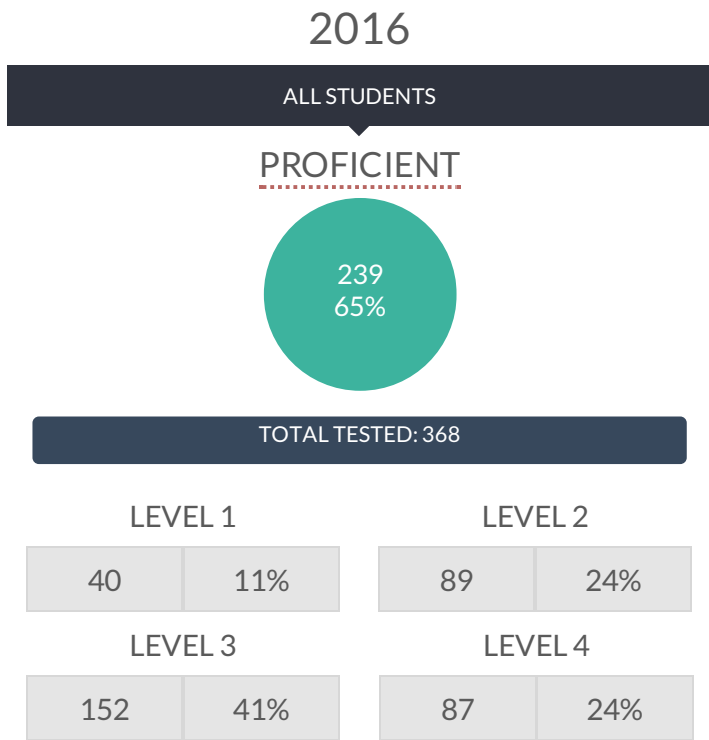 2016
ALL STUDENTS
PROFICIENT
239
65%
TOTAL TESTED: 368
LEVEL 1 LEVEL 2
40 11% 89 24%
LEVEL 3 LEVEL 4
152 41% 87 24%